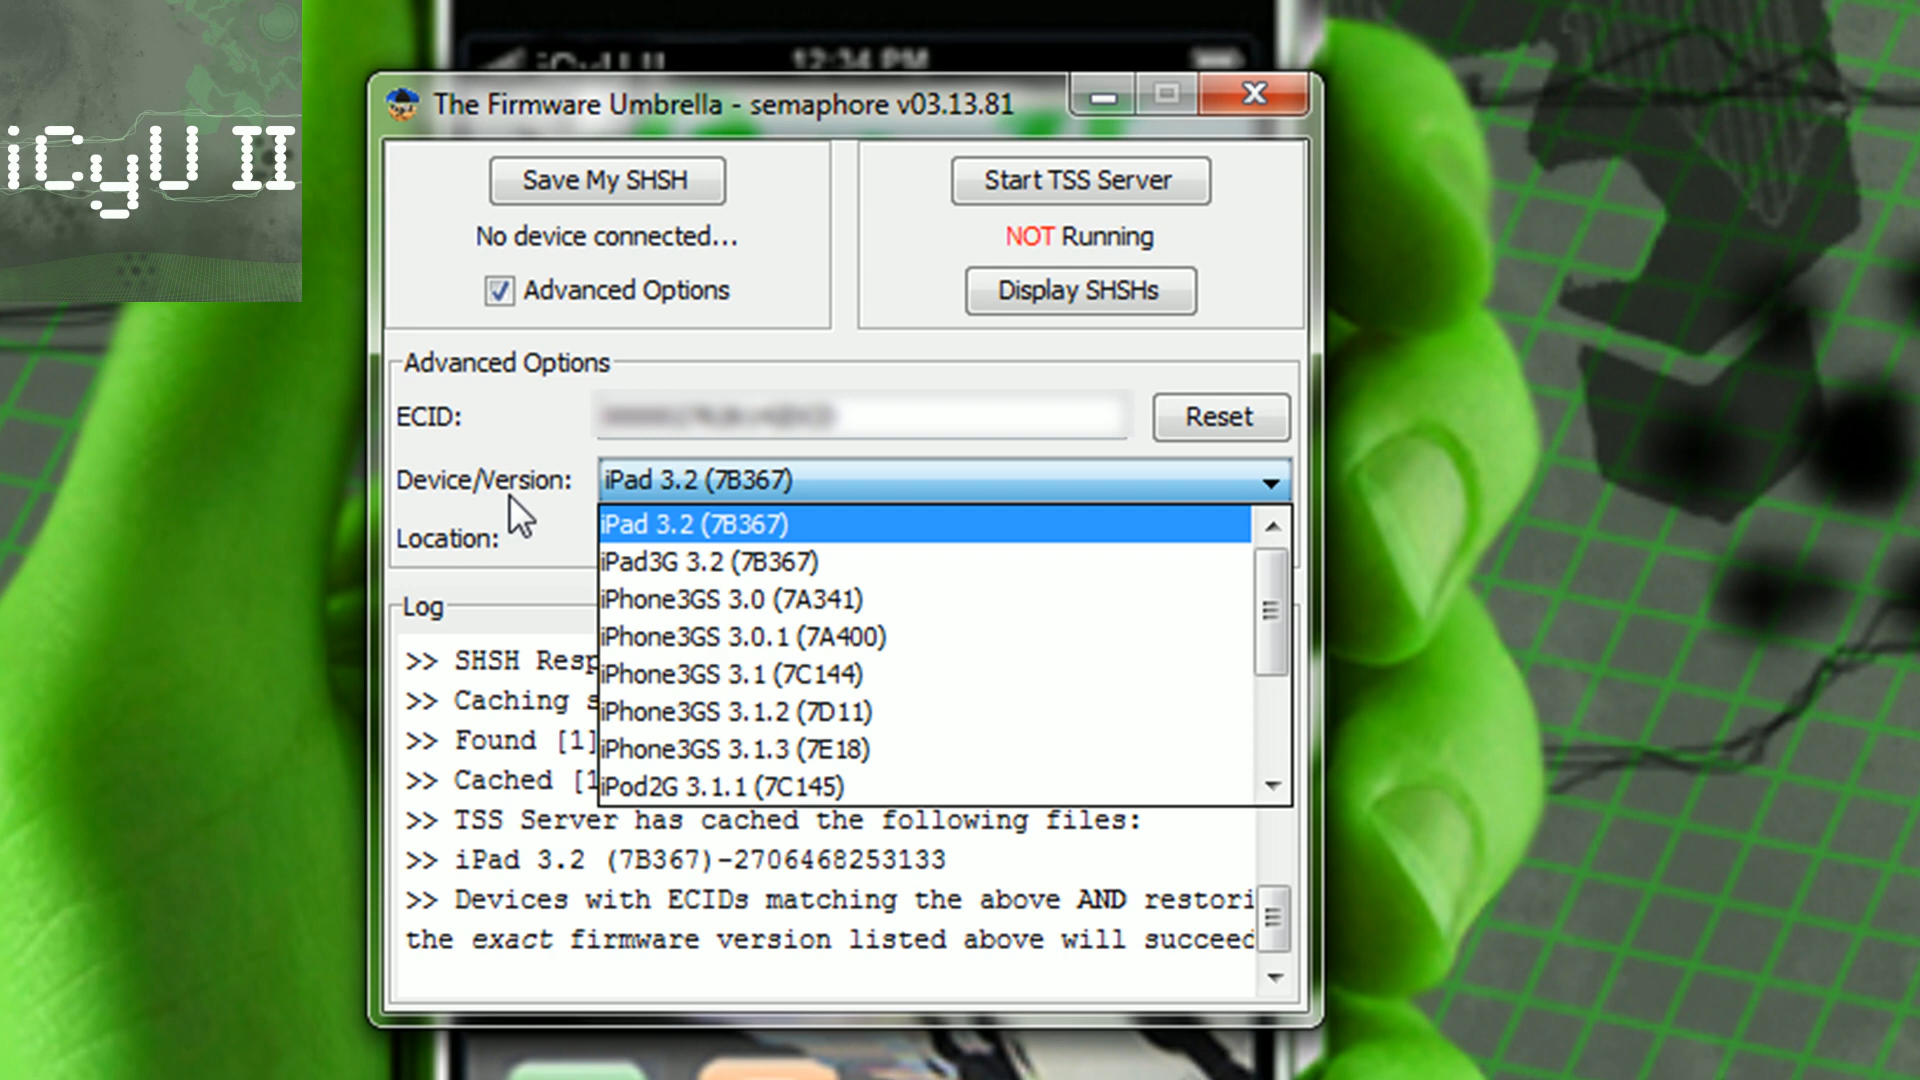 iCyU II
12:34 PM
The Firmware Umbrella - semaphore v03.13.81
Save My SHSH
No device connected...
Advanced Options
Start TSS Server
NOT Running
Display SHSHs
Advanced Options
ECID:
Reset
Device/Version:
iPad 3.2 (7B367)
iPad 3.2 (7B367)
iPad3G 3.2 (7B367)
iPhone3GS 3.0 (7A341)
iPhone3GS 3.0.1 (7A400)
iPhone3GS 3.1 (7C144)
iPhone3GS 3.1.2 (7D11)
iPhone3GS 3.1.3 (7E18)
iPod2G 3.1.1 (7C145)
Location:
Log
>> SHSH Resp
>> Caching s
>> Found [1]
>> Cached [1
>> TSS Server has cached the following files:
>> iPad 3.2 (7B367)-2706468253133
>> Devices with ECIDs matching the above AND restori
the exact firmware version listed above will succeed